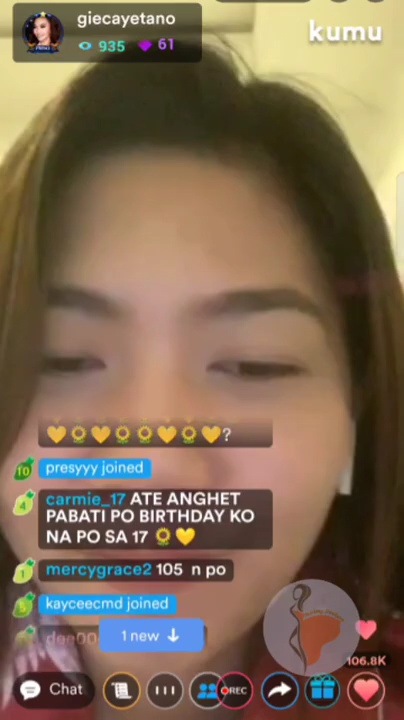 giecayetano
935 61
kumu
💛🌻💛🌻🌻💛🌻💛?
10 presyyy joined
4 carmie_17 ATE ANGHET
PABATI PO BIRTHDAY KO
NA PO SA 17 🌻💛
1 mercygrace2 105 n po
5 kayceecmd joined
1 new ↓
106.8K
Chat
REC